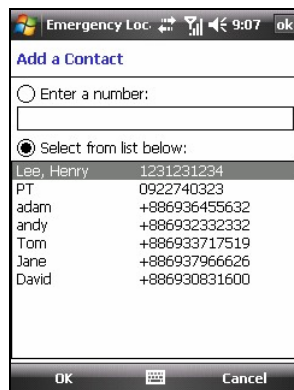 Emergency Loc 9:07 ok
Add a Contact
Enter a number:
Select from list below:
Lee, Henry 1231231234
PT 0922740323
adam +886936455632
andy +886932332332
Tom +886933717519
Jane +886937966626
David +886930831600
OK Cancel